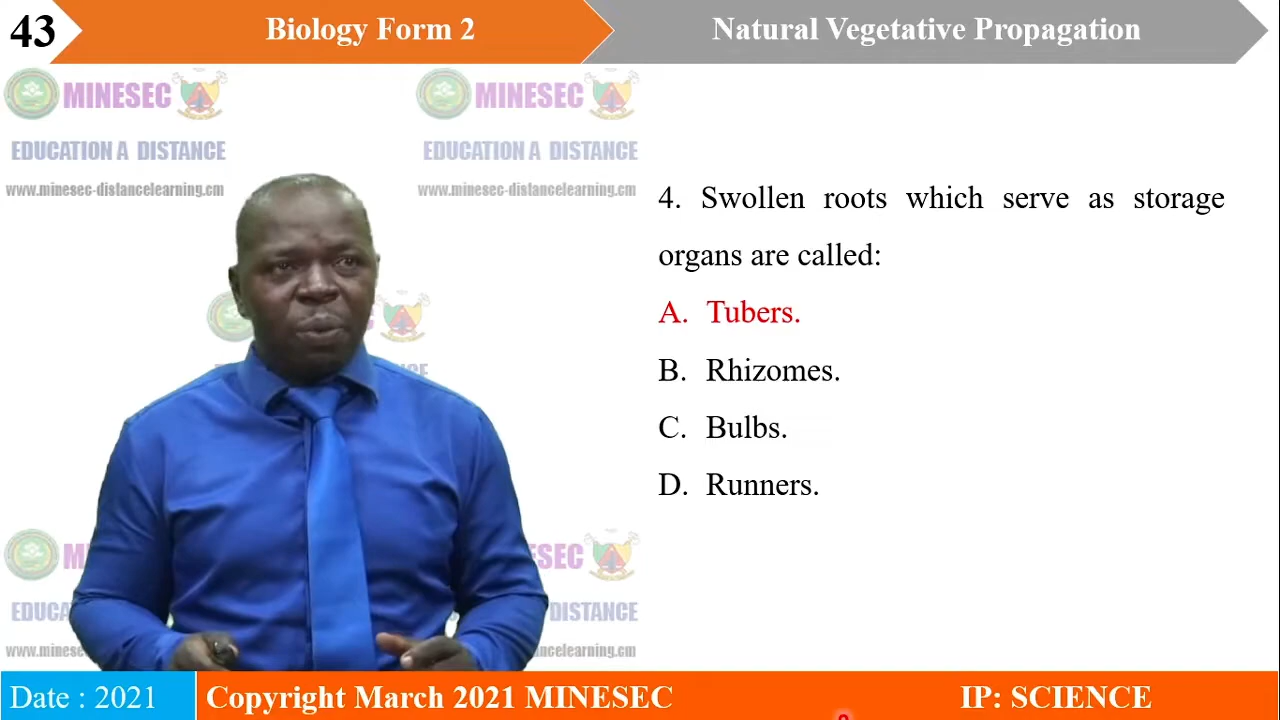 43
Biology Form 2
Natural Vegetative Propagation
MINESEC
EDUCATION A DISTANCE
www.minesec-distancelearning.cm
MINESEC
EDUCATION A DISTANCE
www.minesec-distancelearning.cm
4. Swollen roots which serve as storage
organs are called:
A. Tubers.
B. Rhizomes.
C. Bulbs.
D. Runners.
DISTANCE
DISTANCE
Date : 2021
Copyright March 2021 MINESEC
IP: SCIENCE